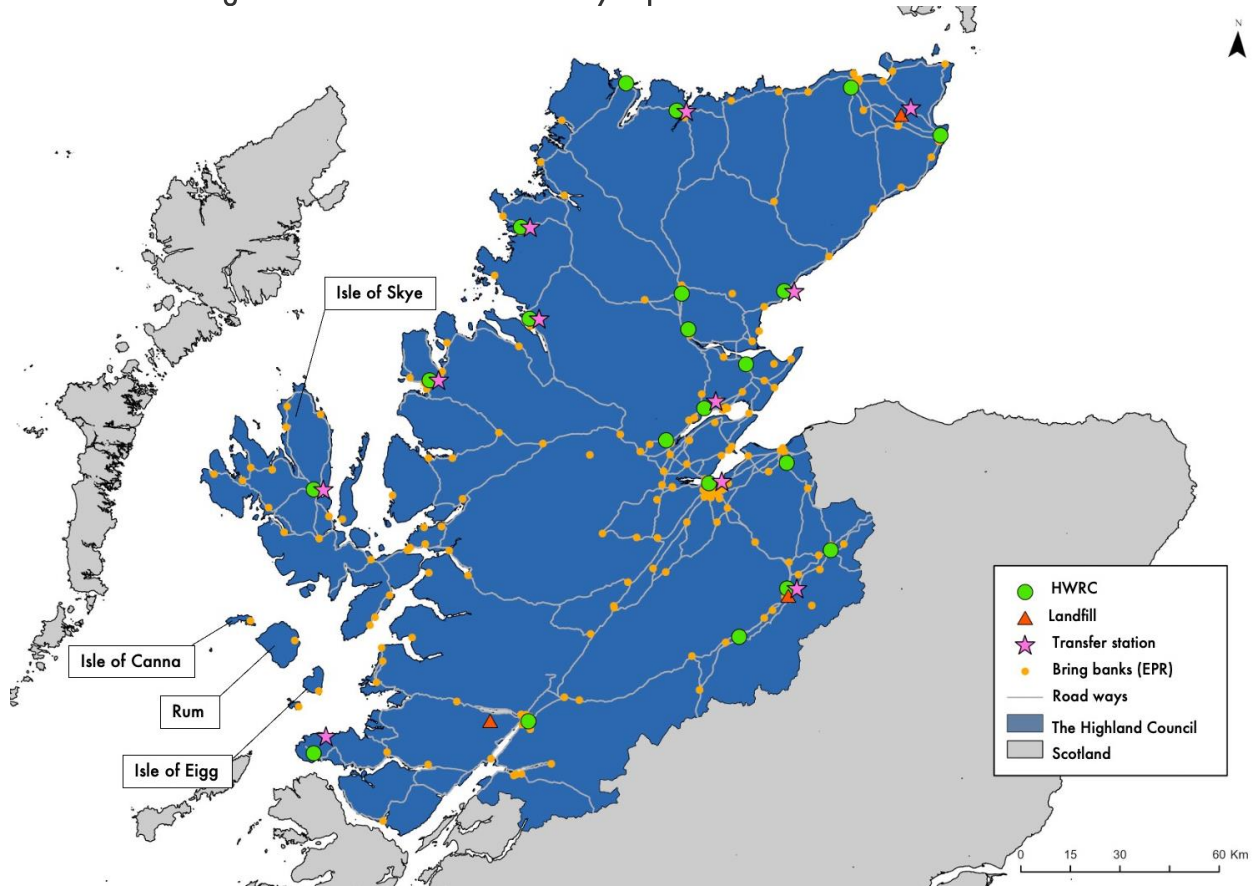 N
Isle of Skye
Isle of Canna
Rum
Isle of Eigg
HWRC
Landfill
Transfer station
Bring banks (EPR)
Road ways
The Highland Council
Scotland
0 15 30 60 Km